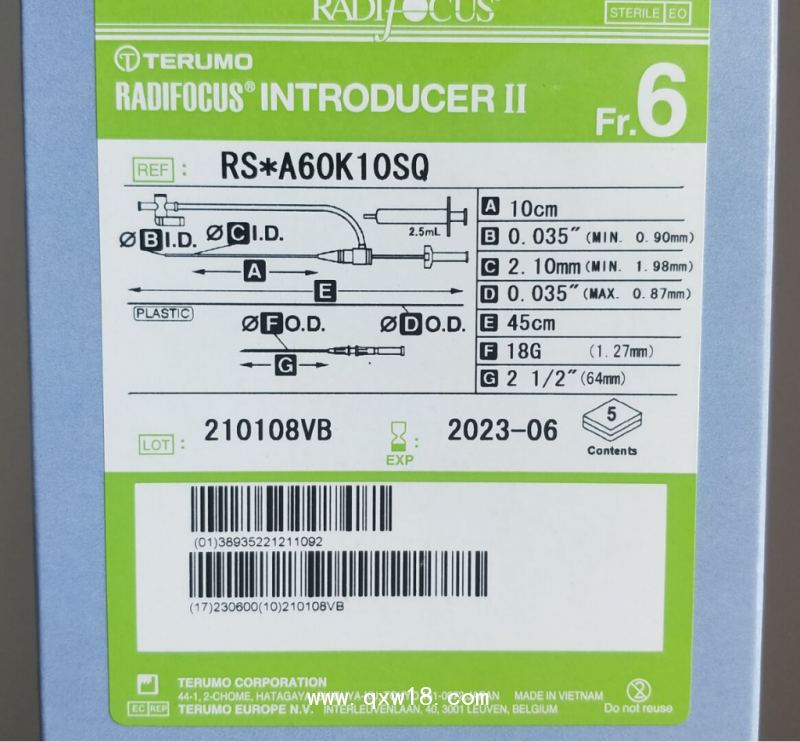 RADIFOCUS®
STERILE EO
TERUMO
RADIFOCUS® INTRODUCER II
Fr.6
REF : RS*A60K10SQ
2.5mL
Ø B I.D. Ø C I.D.
A
E
PLASTIC
Ø F O.D. Ø D O.D.
G
A 10cm
B 0.035″ (MIN. 0.90mm)
C 2.10mm (MIN. 1.98mm)
D 0.035″ (MAX. 0.87mm)
E 45cm
F 18G (1.27mm)
G 2 1/2″ (64mm)
LOT : 210108VB
EXP : 2023-06
5
Contents
(01)38935221211092
(17)230600(10)210108VB
TERUMO CORPORATION
44-1, 2-CHOME, HATAGAYA, JAPAN MADE IN VIETNAM
www.qxw18.com
EC REP TERUMO EUROPE N.V. INTERLEUVENLAAN, 40, 3001 LEUVEN, BELGIUM
Do not reuse